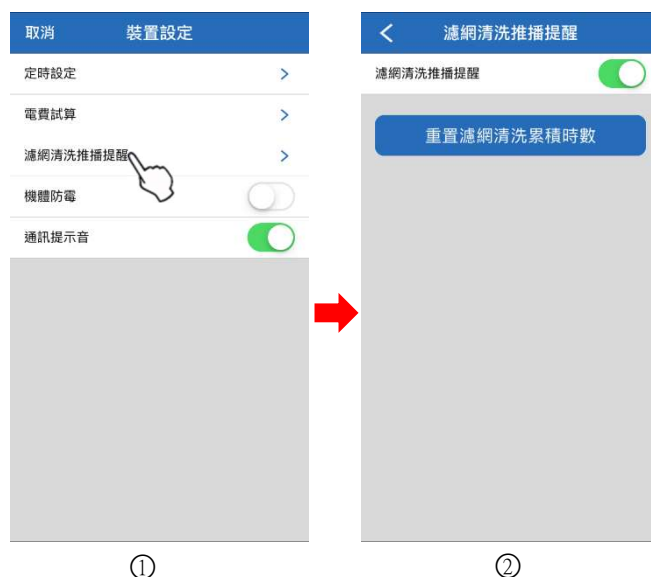 取消 裝置設定
定時設定
電費試算
濾網清洗推播提醒
機體防霉
通訊提示音
①
濾網清洗推播提醒
濾網清洗推播提醒
重置濾網清洗累積時數
②